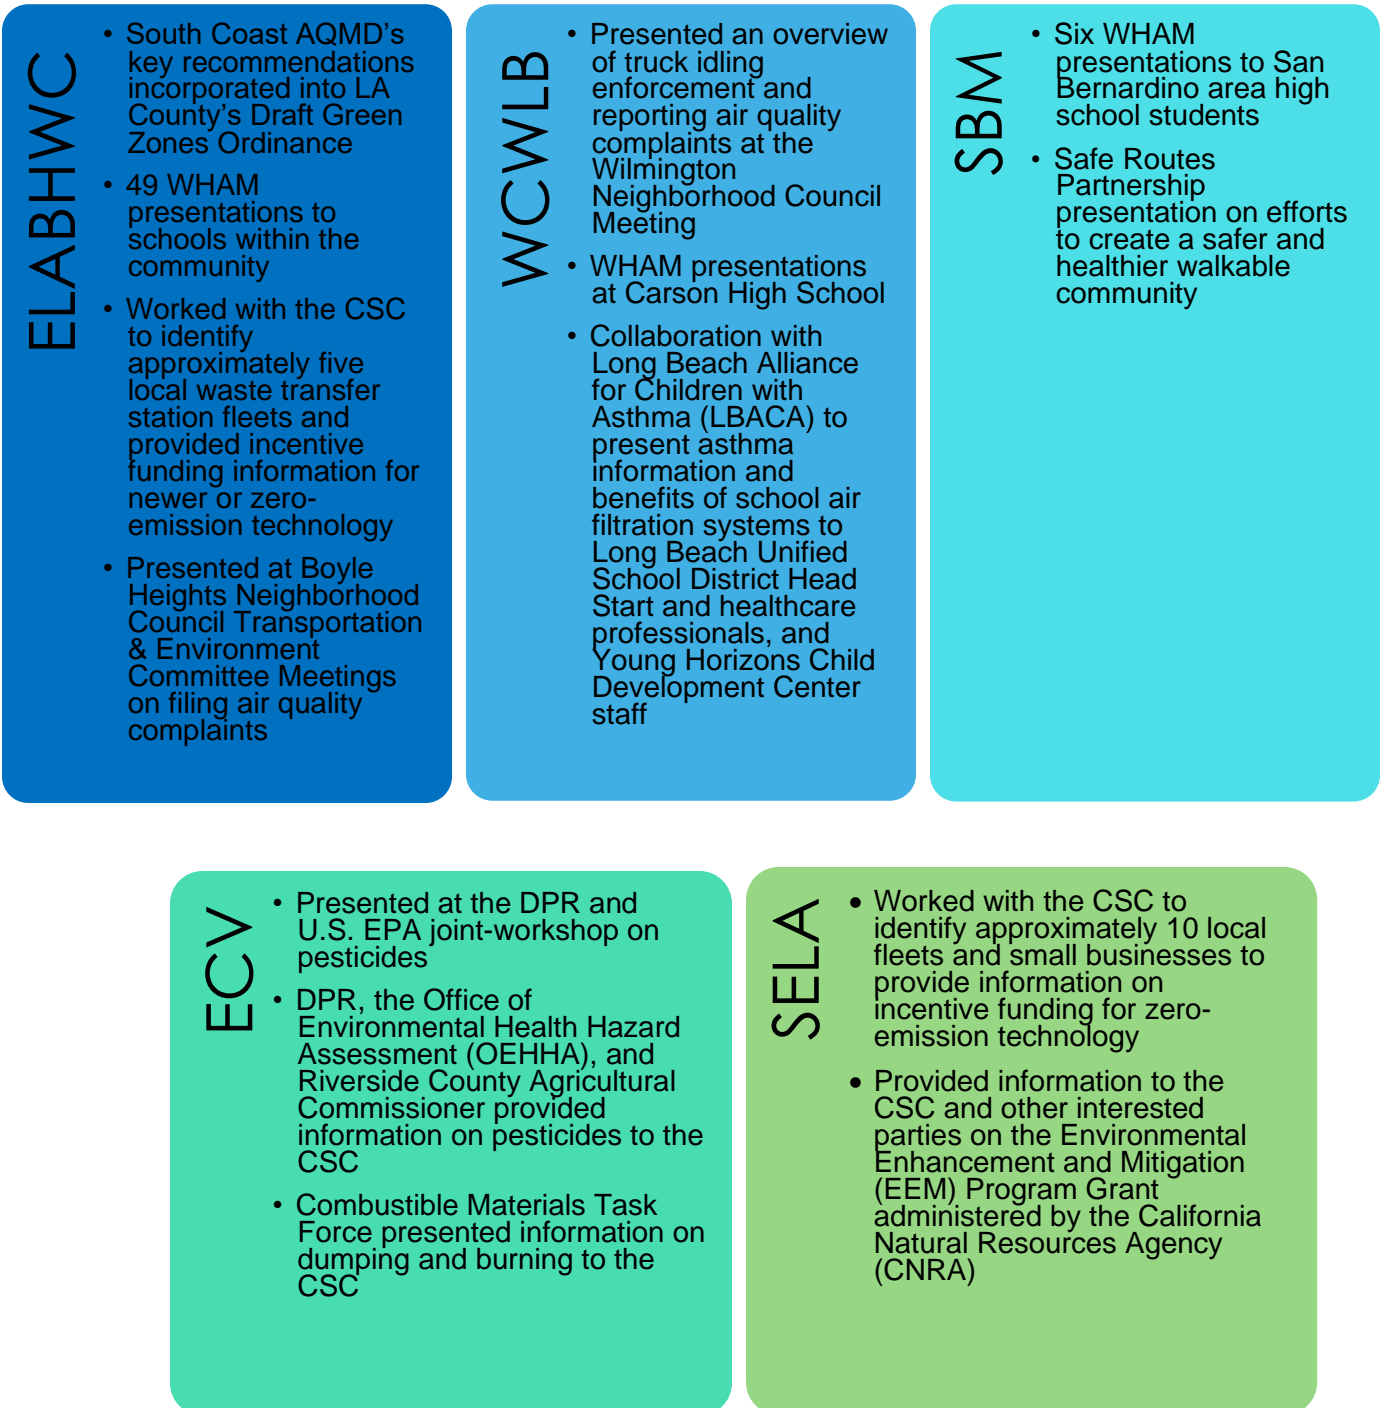 ELABHWC
• South Coast AQMD's
key recommendations
incorporated into LA
County's Draft Green
Zones Ordinance
• 49 WHAM
presentations to
schools within the
community
• Worked with the CSC
to identify
approximately five
local waste transfer
station fleets and
provided incentive
funding information for
newer or zero-
emission technology
• Presented at Boyle
Heights Neighborhood
Council Transportation
& Environment
Committee Meetings
on filing air quality
complaints
WCWLB
• Presented an overview
of truck idling
enforcement and
reporting air quality
complaints at the
Wilmington
Neighborhood Council
Meeting
• WHAM presentations
at Carson High School
• Collaboration with
Long Beach Alliance
for Children with
Asthma (LBACA) to
present asthma
information and
benefits of school air
filtration systems to
Long Beach Unified
School District Head
Start and healthcare
professionals, and
Young Horizons Child
Development Center
staff
SBM
• Six WHAM
presentations to San
Bernardino area high
school students
• Safe Routes
Partnership
presentation on efforts
to create a safer and
healthier walkable
community
ECV
• Presented at the DPR and
U.S. EPA joint-workshop on
pesticides
• DPR, the Office of
Environmental Health Hazard
Assessment (OEHHA), and
Riverside County Agricultural
Commissioner provided
information on pesticides to the
CSC
• Combustible Materials Task
Force presented information on
dumping and burning to the
CSC
SELA
• Worked with the CSC to
identify approximately 10 local
fleets and small businesses to
provide information on
incentive funding for zero-
emission technology
• Provided information to the
CSC and other interested
parties on the Environmental
Enhancement and Mitigation
(EEM) Program Grant
administered by the California
Natural Resources Agency
(CNRA)